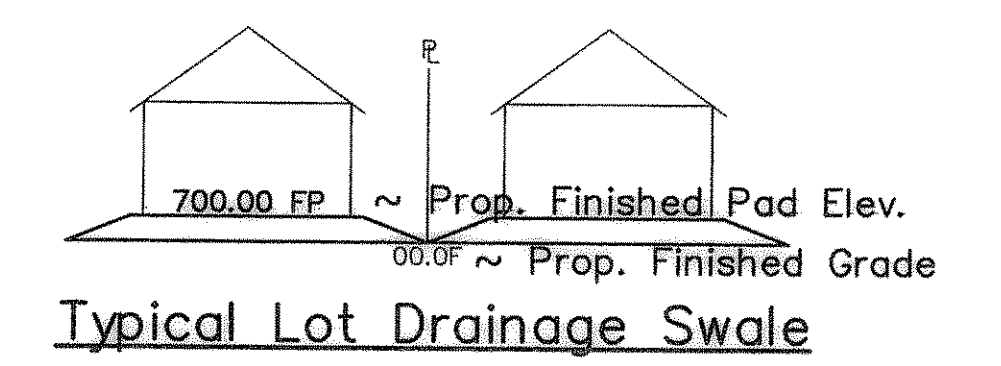 PL
700.00 FP ~ Prop. Finished Pad Elev.
00.0F ~ Prop. Finished Grade
Typical Lot Drainage Swale